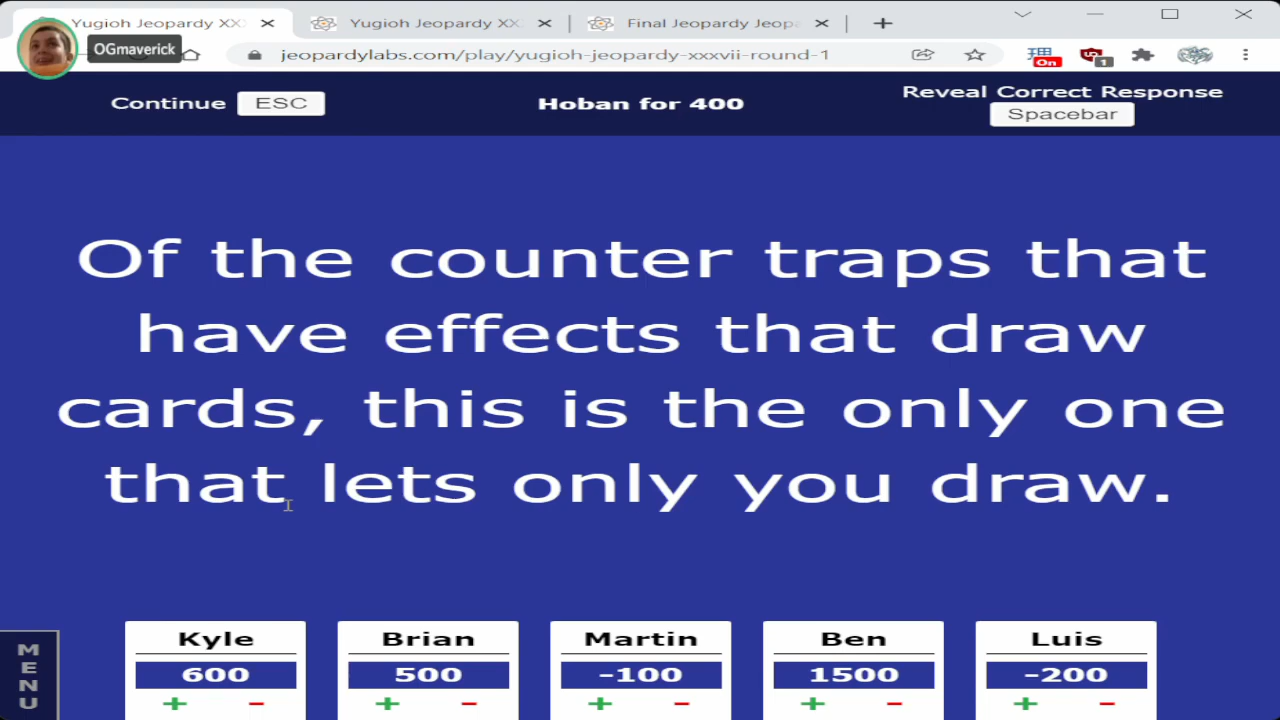 Yugioh Jeopardy XX
Yugioh Jeopardy XX
Final Jeopardy Jeop
OGmaverick
jeopardylabs.com/play/yugioh-jeopardy-xxxvii-round-1
On
1
Continue ESC
Hoban for 400
Reveal Correct Response
Spacebar
Of the counter traps that
have effects that draw
cards, this is the only one
that lets only you draw.
MENU
Kyle
600
+ -
Brian
500
+ -
Martin
-100
+ -
Ben
1500
+ -
Luis
-200
+ -